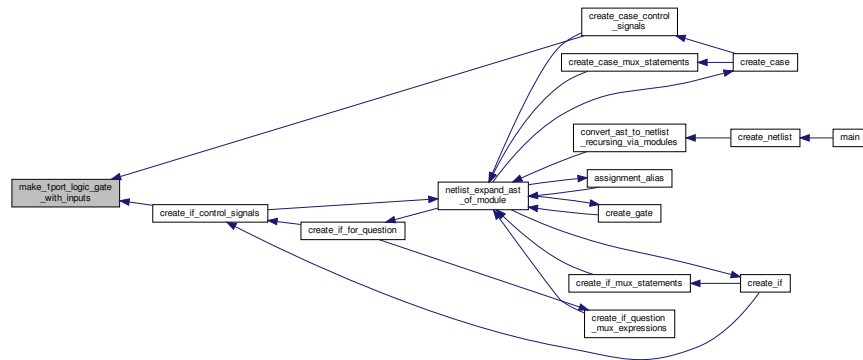 create_case_control
_signals
create_case_mux_statements
create_case
convert_ast_to_netlist
_recursing_via_modules
create_netlist
main
make_1port_logic_gate
_with_inputs
netlist_expand_ast
_of_module
assignment_alias
create_if_control_signals
create_gate
create_if_for_question
create_if_mux_statements
create_if
create_if_question
_mux_expressions